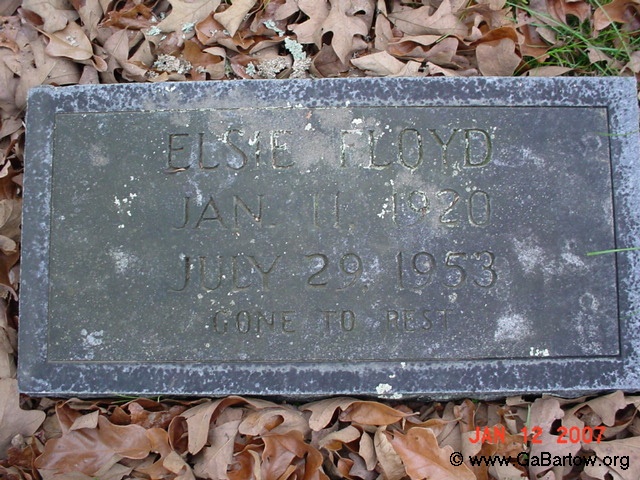 ELSIE FLOYD
JAN. 11, 1920
JULY 29, 1953
GONE TO REST
JAN 12 2007
© www.GaBartow.org